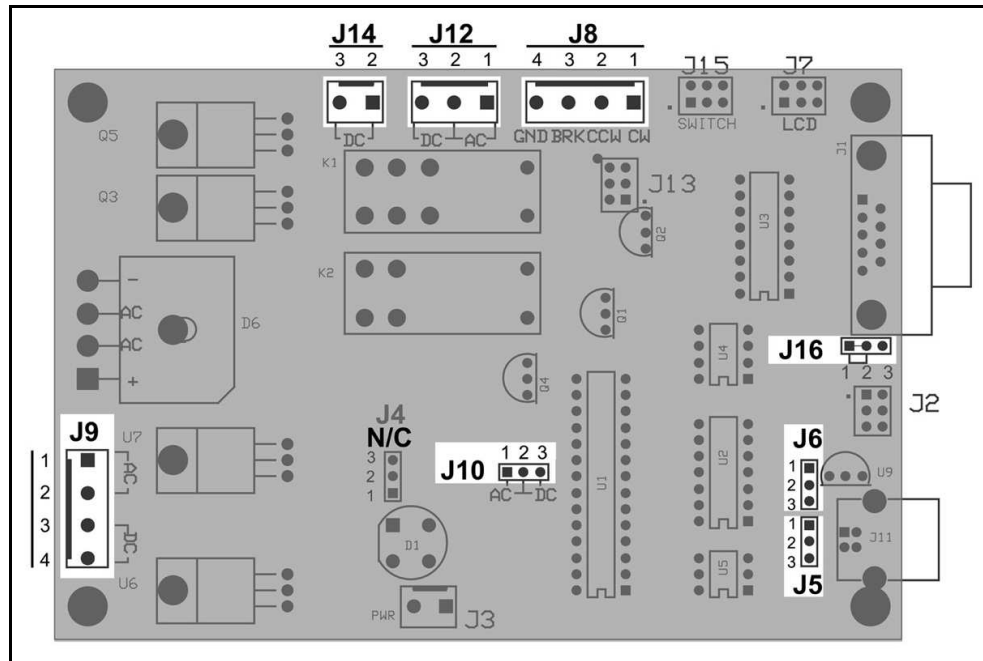 J14 J12 J8
3 2 3 2 1 4 3 2 1
J15 J7
SWITCH LCD
DC DC AC GND BRK CCW CW
Q5
K1
J13
J1
Q3
U3
Q2
K2
-
AC
D6
Q1
AC
U4
J16
+
1 2 3
Q4
J4
J2
J9
U7
N/C
J6
1 AC
3
1 2 3
1
U9
2
2
J10
U1
U2
2
1
AC DC
3
3 DC
1
D1
2
J11
4
3
U6
U5
J5
PWR J3